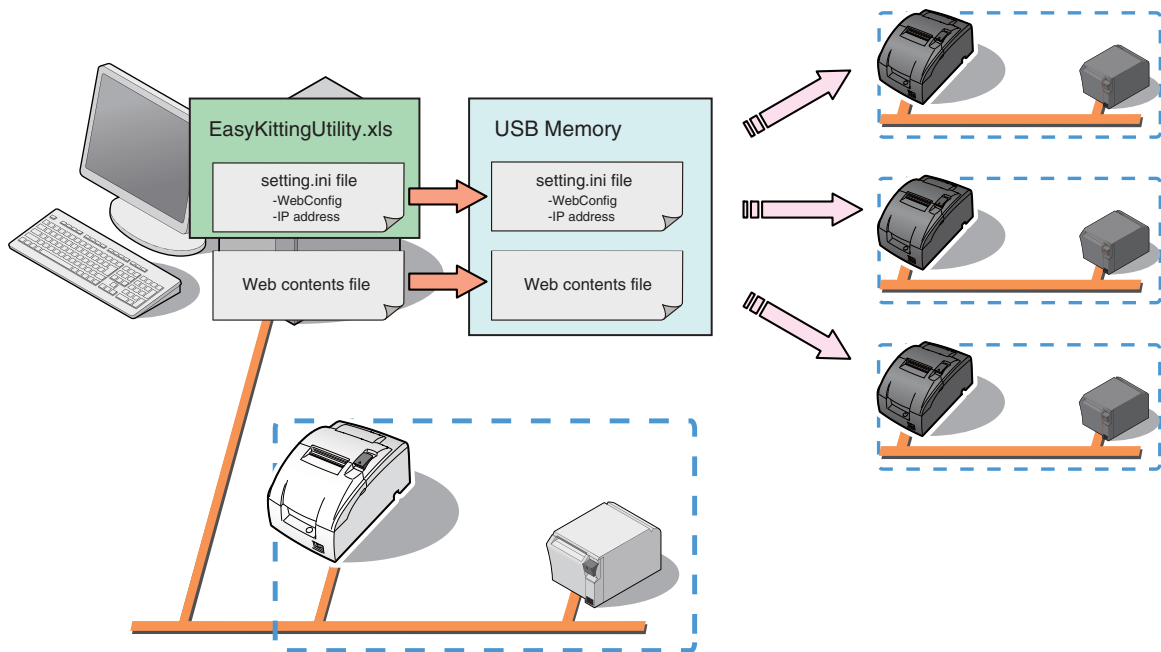 EasyKittingUtility.xls
setting.ini file
-WebConfig
-IP address
Web contents file
USB Memory
setting.ini file
-WebConfig
-IP address
Web contents file